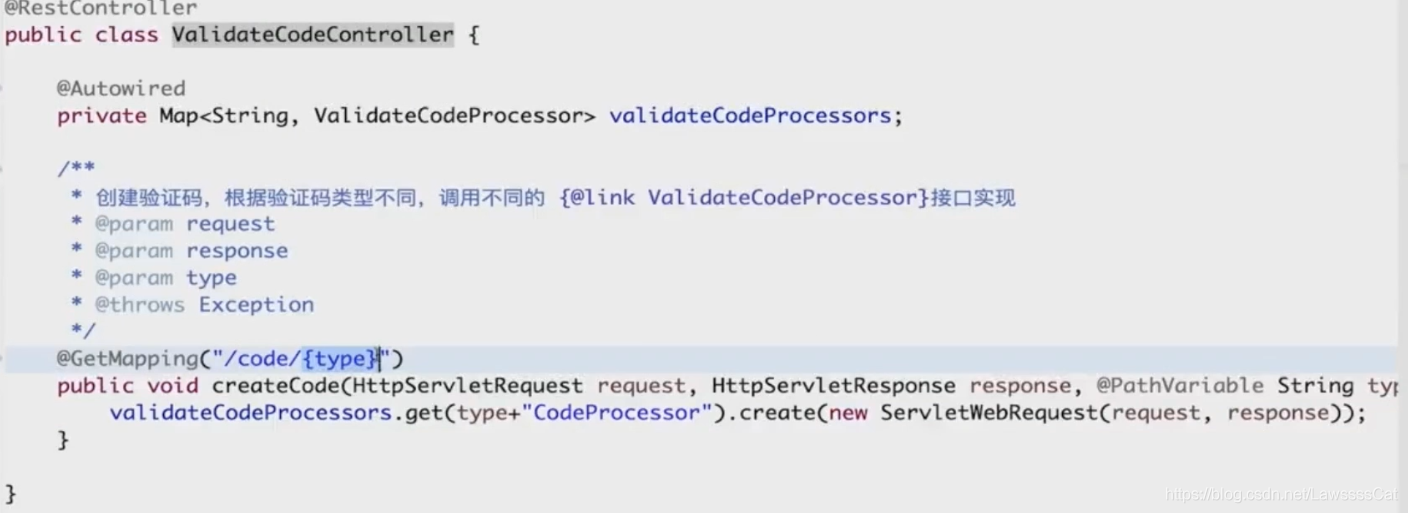 @RestController
public class ValidateCodeController {
@Autowired
private Map<String, ValidateCodeProcessor> validateCodeProcessors;
/**
* 创建验证码，根据验证码类型不同，调用不同的 {@link ValidateCodeProcessor}接口实现
* @param request
* @param response
* @param type
* @throws Exception
*/
@GetMapping("/code/{type}")
public void createCode(HttpServletRequest request, HttpServletResponse response, @PathVariable String typ
validateCodeProcessors.get(type+"CodeProcessor").create(new ServletWebRequest(request, response));
}
}
https://blog.csdn.net/LawssssCat